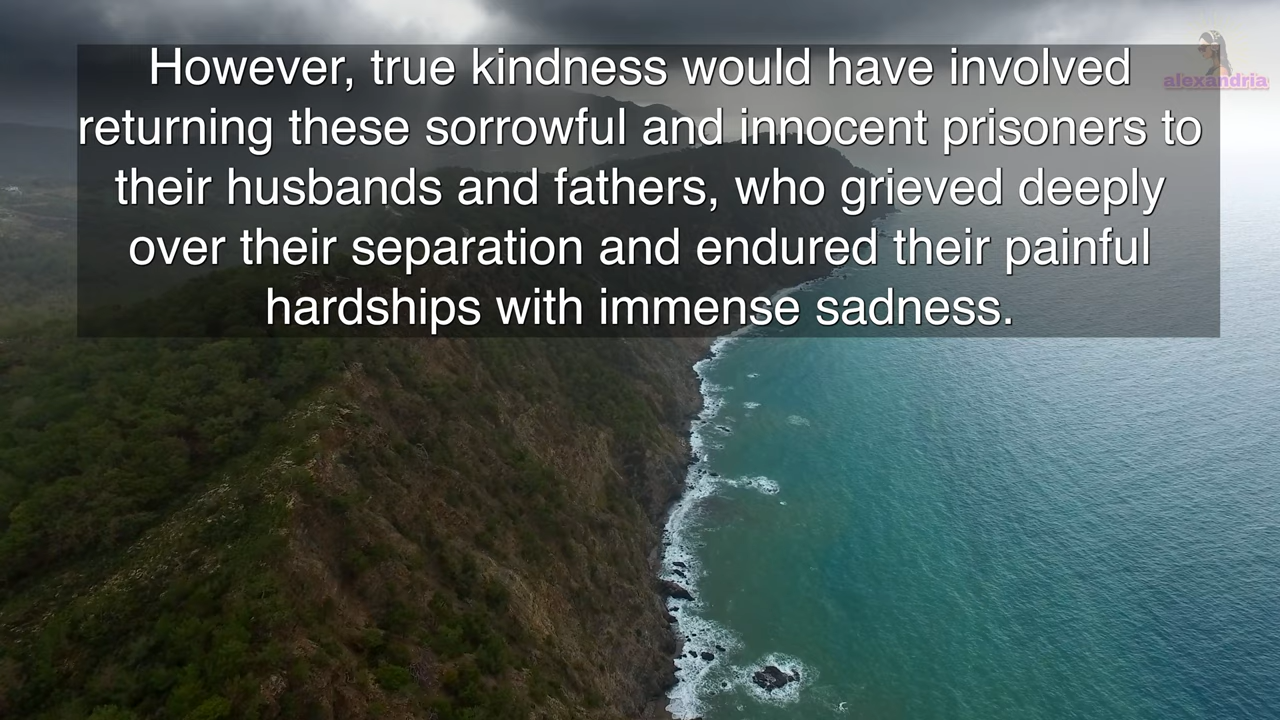 However, true kindness would have involved
returning these sorrowful and innocent prisoners to
their husbands and fathers, who grieved deeply
over their separation and endured their painful
hardships with immense sadness.
alexandria